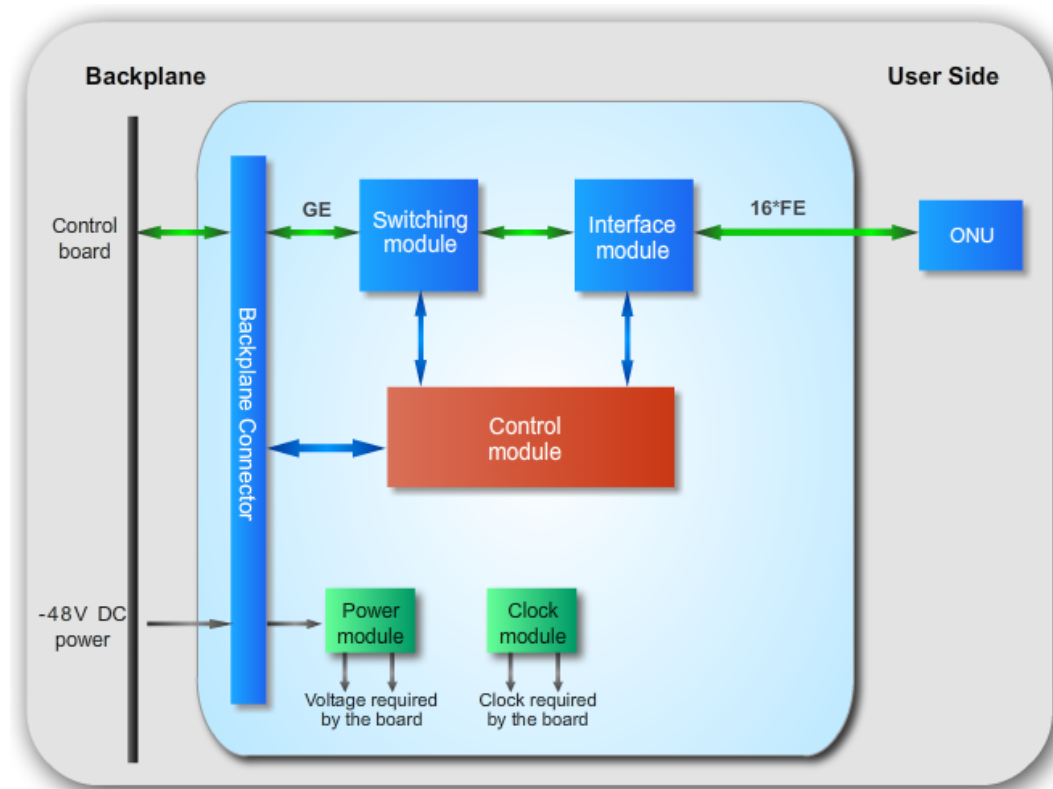 Backplane
User Side
Control
board
GE
Switching
module
Interface
module
16*FE
ONU
Backplane Connector
Control
module
-48V DC
power
Power
module
Clock
module
Voltage required
by the board
Clock required
by the board